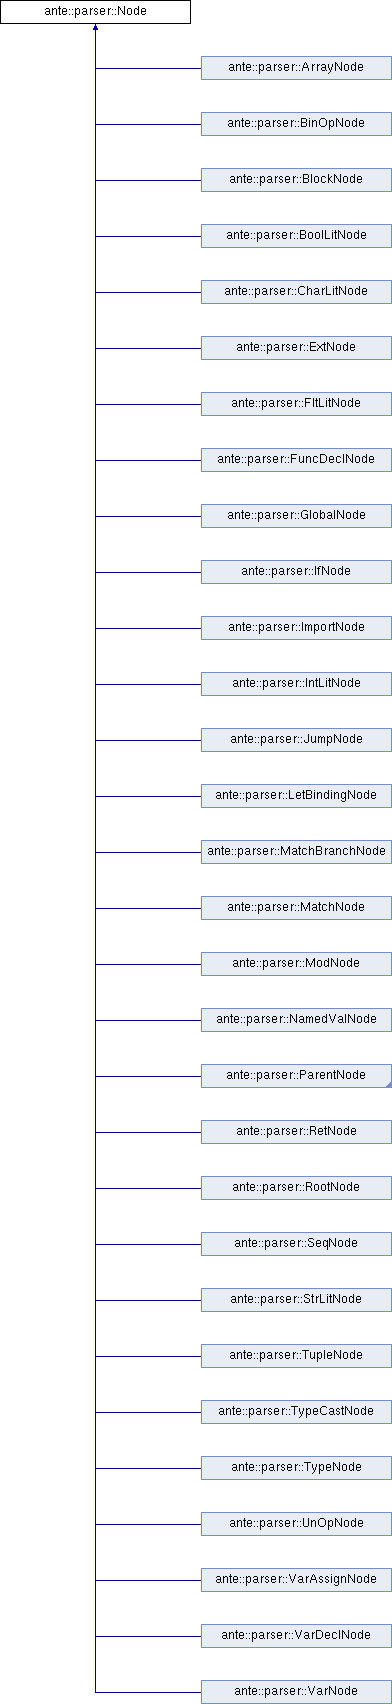 ante::parser::Node
ante::parser::ArrayNode
ante::parser::BinOpNode
ante::parser::BlockNode
ante::parser::BoolLitNode
ante::parser::CharLitNode
ante::parser::ExtNode
ante::parser::FltLitNode
ante::parser::FuncDeclNode
ante::parser::GlobalNode
ante::parser::IfNode
ante::parser::ImportNode
ante::parser::IntLitNode
ante::parser::JumpNode
ante::parser::LetBindingNode
ante::parser::MatchBranchNode
ante::parser::MatchNode
ante::parser::ModNode
ante::parser::NamedValNode
ante::parser::ParentNode
ante::parser::RetNode
ante::parser::RootNode
ante::parser::SeqNode
ante::parser::StrLitNode
ante::parser::TupleNode
ante::parser::TypeCastNode
ante::parser::TypeNode
ante::parser::UnOpNode
ante::parser::VarAssignNode
ante::parser::VarDeclNode
ante::parser::VarNode